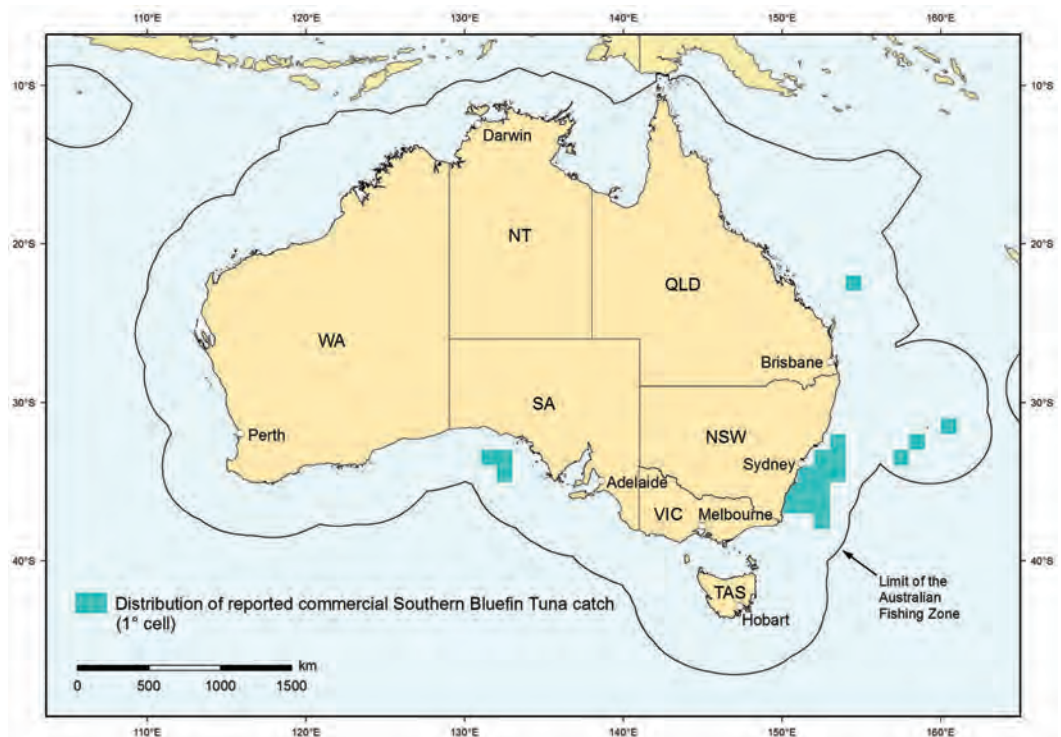 110°E 120°E 130°E 140°E 150°E 160°E
10°S 10°S
Darwin
20°S 20°S
NT
QLD
WA
Brisbane
30°S 30°S
SA
Perth
NSW
Sydney
Adelaide
VIC Melbourne
40°S 40°S
Limit of the
Australian
Fishing Zone
TAS
Hobart
Distribution of reported commercial Southern Bluefin Tuna catch
(1° cell)
km
0 500 1000 1500
110°E 120°E 130°E 140°E 150°E 160°E